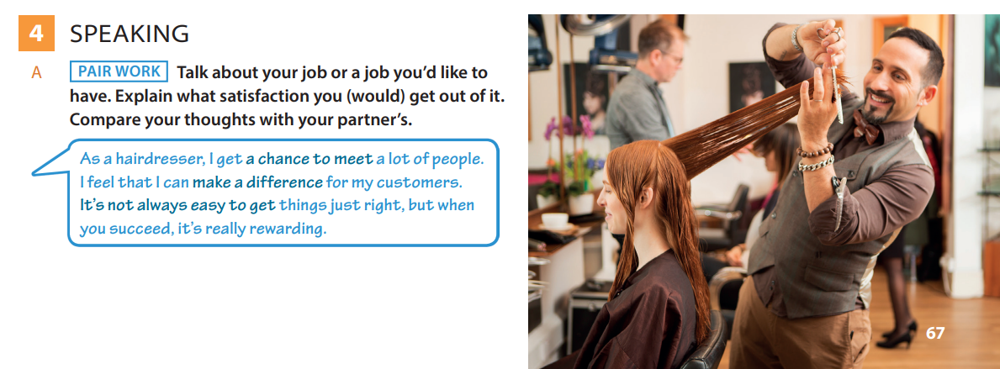 4 SPEAKING
A PAIR WORK Talk about your job or a job you'd like to
have. Explain what satisfaction you (would) get out of it.
Compare your thoughts with your partner's.
As a hairdresser, I get a chance to meet a lot of people.
I feel that I can make a difference for my customers.
It's not always easy to get things just right, but when
you succeed, it's really rewarding.
67